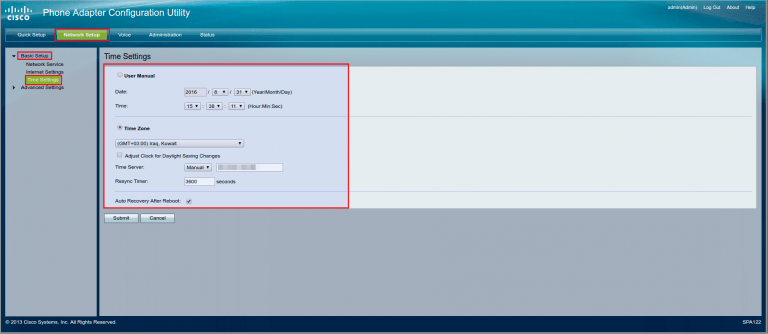 CISCO Phone Adapter Configuration Utility admin(Admin) Log Out About Help
Quick Setup Network Setup Voice Administration Status
Basic Setup
Network Service
Internet Settings
Time Settings
Advanced Settings
Time Settings
User Manual
Date: 2016 / 8 / 31 (Year/Month/Day)
Time: 15 : 38 : 11 (Hour:Min:Sec)
Time Zone
(GMT+03:00) Iraq, Kuwait
Adjust Clock for Daylight Saving Changes
Time Server: Manual :
Resync Timer: 3600 seconds
Auto Recovery After Reboot:
Submit Cancel
© 2013 Cisco Systems, Inc. All Rights Reserved. SPA122